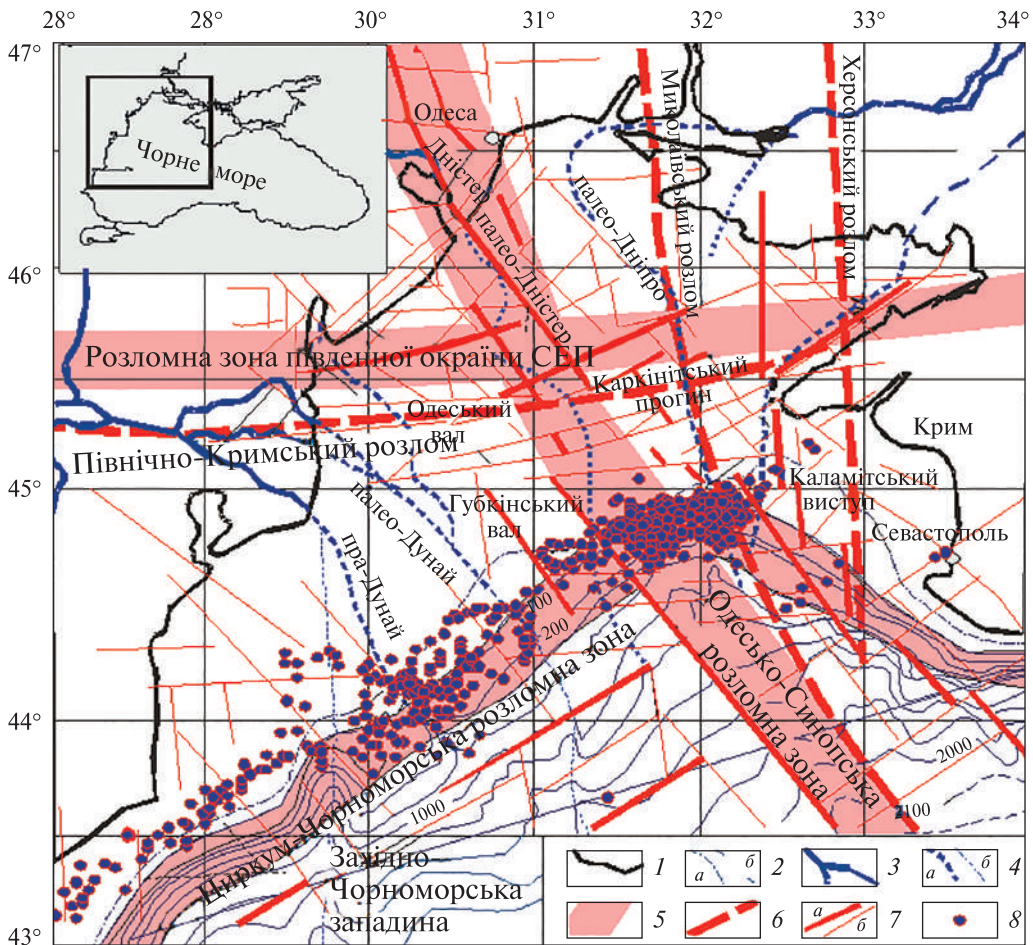 28° 28° 30° 31° 32° 33° 34°
47°
46°
45°
44°
43°
Чорне море
Одеса
Дністер
палео-Дністер
палео-Дніпро
Миколаївський розлом
Херсонський розлом
Розломна зона південної окраїни СЕП
Каркінітський
прогин
Одеський
вал
Північно-Кримський розлом
Крим
Каламітський
виступ
Севастополь
Губкінський
вал
палео-Дунай
пра-Дунай
100
200
1000
2000
2100
Одесько-Синопська
розломна зона
Циркум-Чорноморська розломна зона
Західно
Чорноморська
западина
1
а б 2
3
а б 4
5
6
а б 7
8